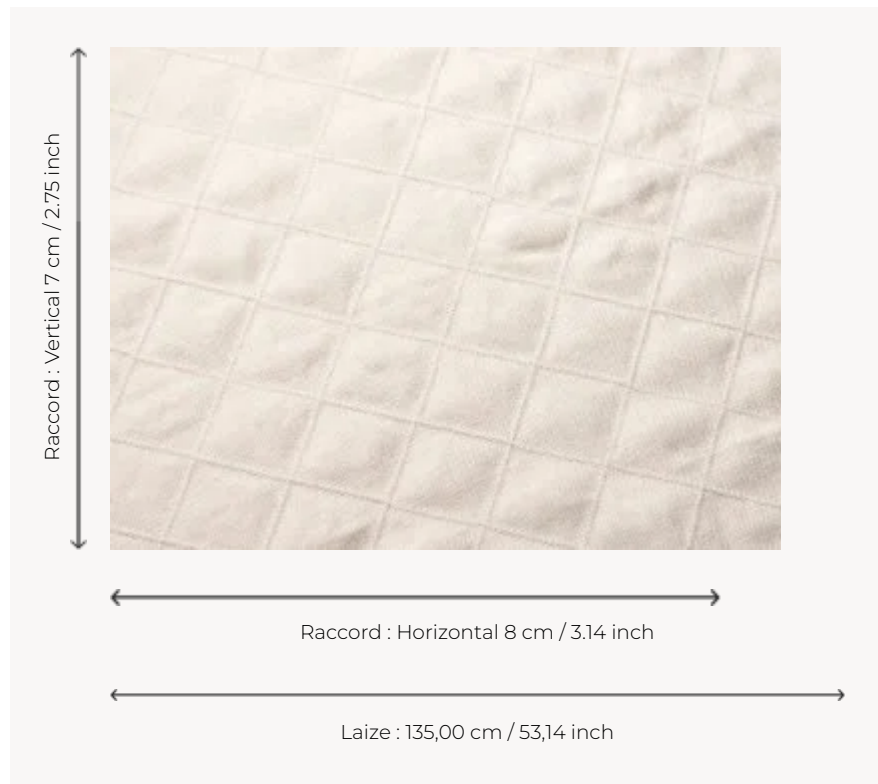 Raccord : Vertical 7 cm / 2.75 inch
Raccord : Horizontal 8 cm / 3.14 inch
Laize : 135,00 cm / 53,14 inch